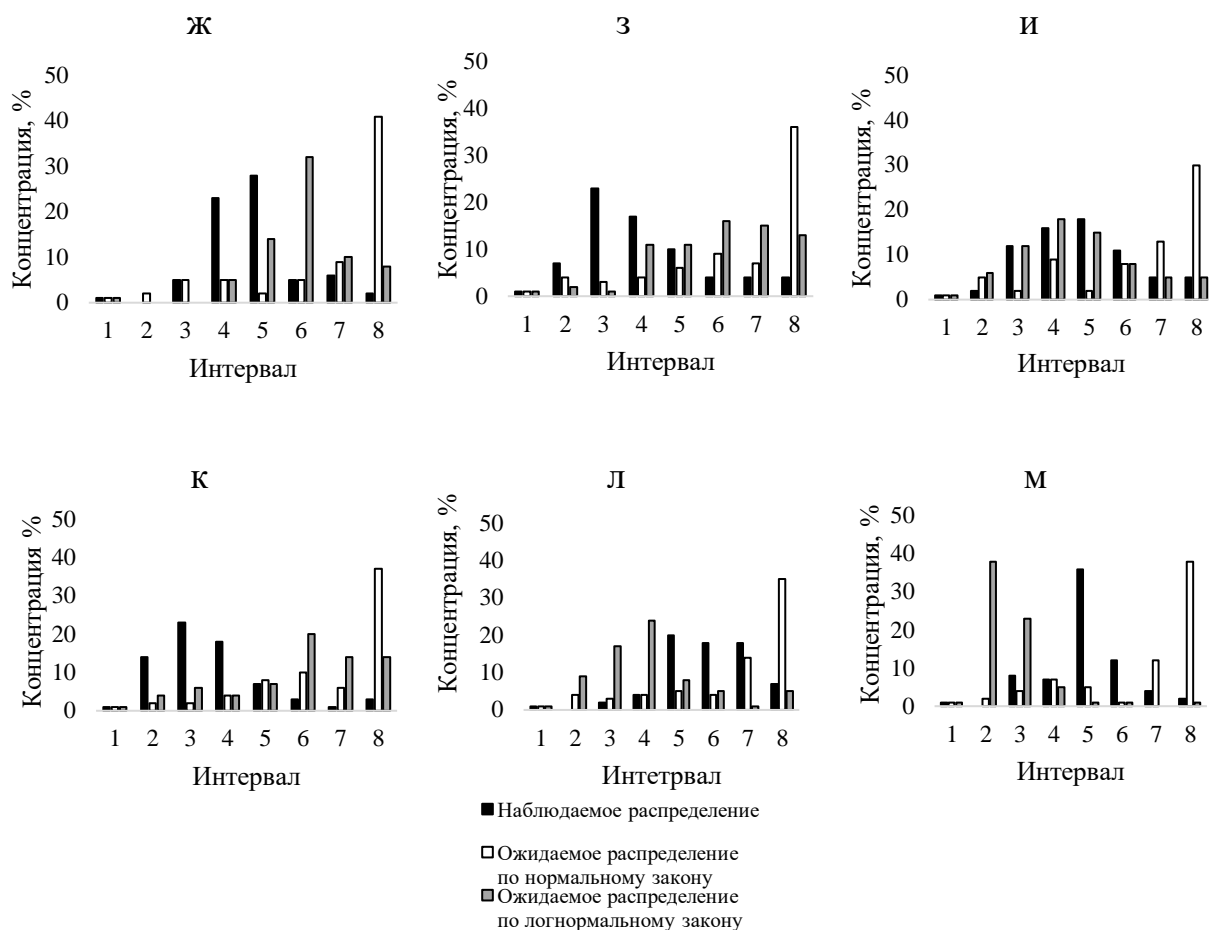 ж
50
40
30
20
10
0
Концентрация, %
1 2 3 4 5 6 7 8
Интервал
з
50
40
30
20
10
0
Концентрация, %
1 2 3 4 5 6 7 8
Интервал
и
50
40
30
20
10
0
Концентрация, %
1 2 3 4 5 6 7 8
Интервал
к
50
40
30
20
10
0
Концентрация %
1 2 3 4 5 6 7 8
Интервал
л
50
40
30
20
10
0
Концентрация, %
1 2 3 4 5 6 7 8
Интетрвал
м
50
40
30
20
10
0
Концентрация, %
1 2 3 4 5 6 7 8
Интервал
Наблюдаемое распределение
Ожидаемое распределение
по нормальному закону
Ожидаемое распределение
по логнормальному закону